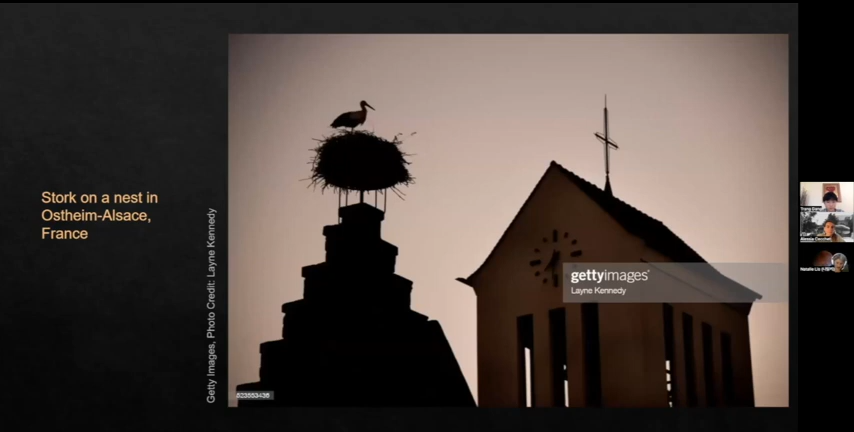 Stork on a nest in
Ostheim-Alsace,
France
Getty Images, Photo Credit: Layne Kennedy
gettyimages®
Layne Kennedy
523553436